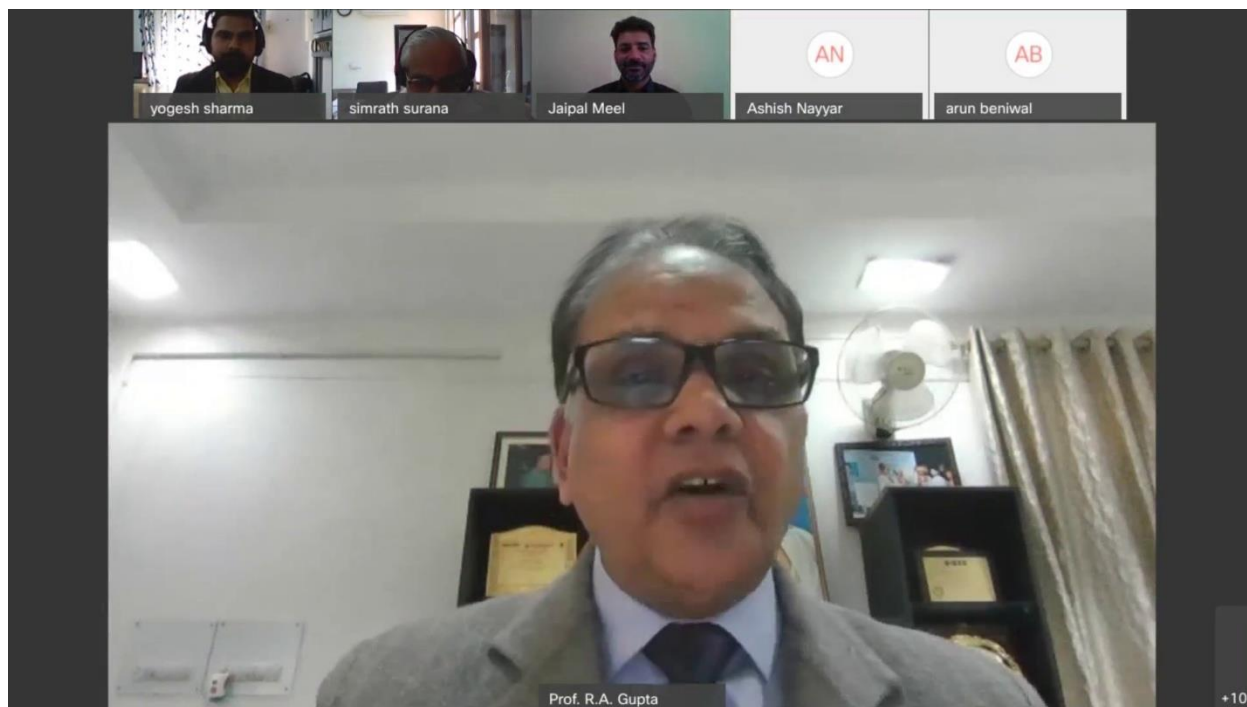 AN
AB
yogesh sharma
simrath surana
Jaipal Meel
Ashish Nayyar
arun beniwal
Prof. R.A. Gupta
+10